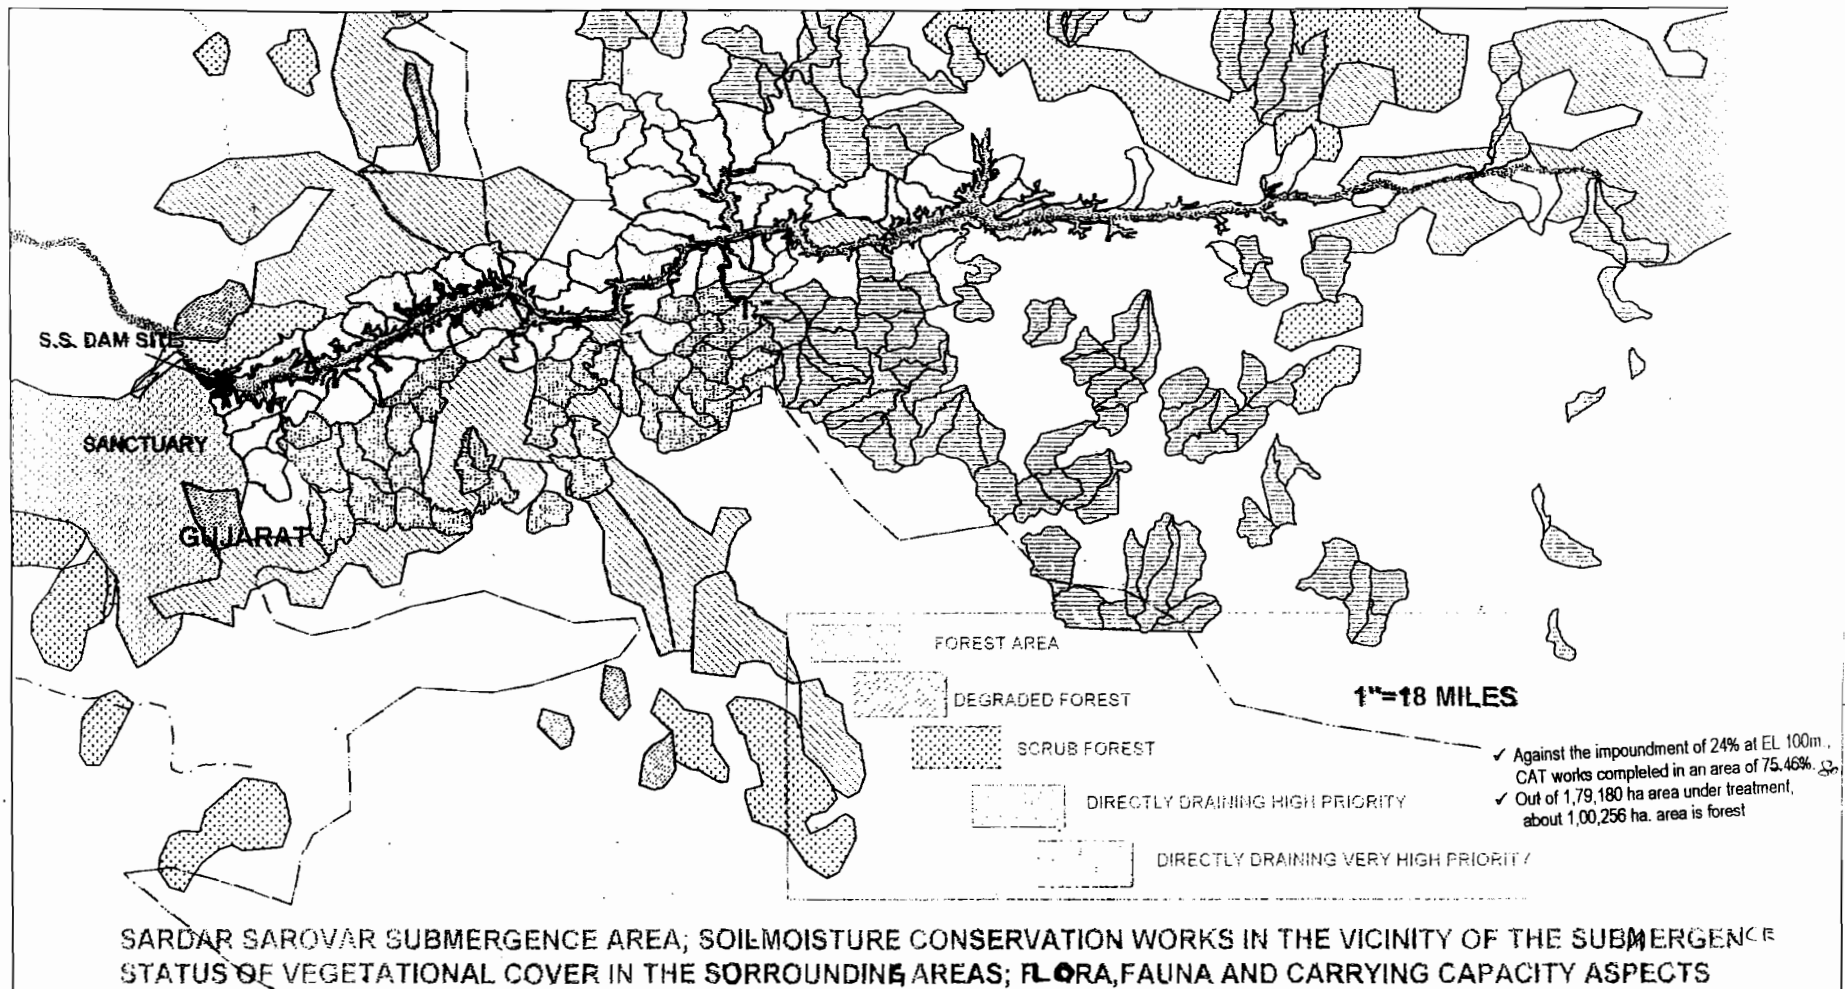 S.S. DAM SITE
SANCTUARY
GUJARAT
FOREST AREA
DEGRADED FOREST
SCRUB FOREST
DIRECTLY DRAINING HIGH PRIORITY
DIRECTLY DRAINING VERY HIGH PRIORITY
1"=18 MILES
✓ Against the impoundment of 24% at EL 100m.,
CAT works completed in an area of 75.46%.
✓ Out of 1,79,180 ha area under treatment,
about 1,00,256 ha. area is forest
SARDAR SAROVAR SUBMERGENCE AREA; SOILMOISTURE CONSERVATION WORKS IN THE VICINITY OF THE SUBMERGENCE
STATUS OF VEGETATIONAL COVER IN THE SORROUNDING AREAS; FLORA,FAUNA AND CARRYING CAPACITY ASPECTS